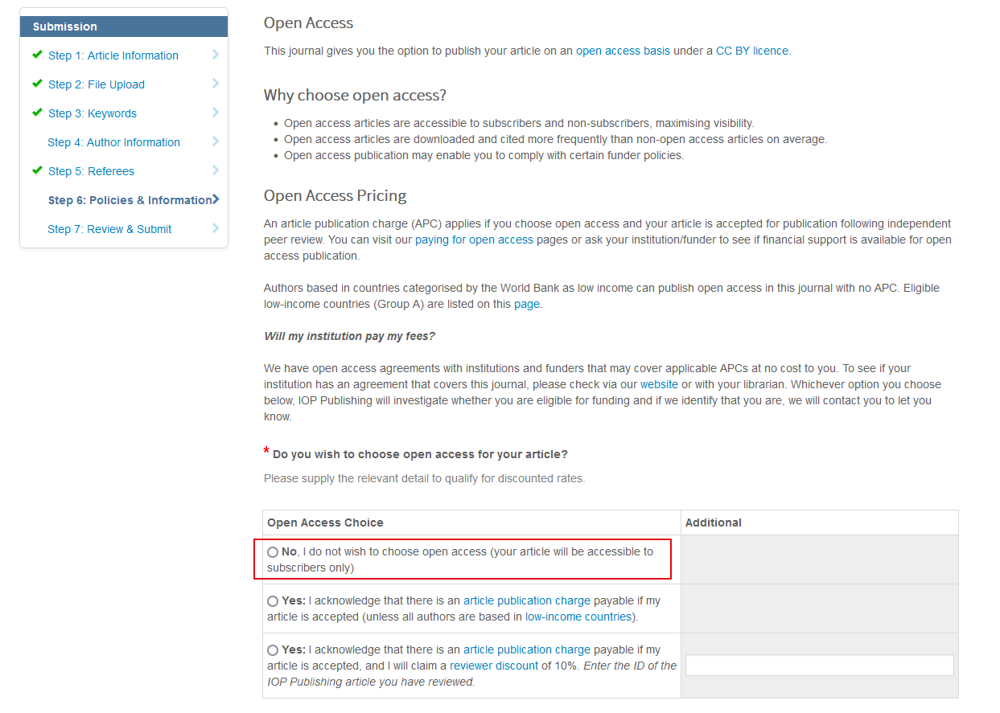 Submission
Step 1: Article Information
Step 2: File Upload
Step 3: Keywords
Step 4: Author Information
Step 5: Referees
Step 6: Policies & Information
Step 7: Review & Submit
Open Access
This journal gives you the option to publish your article on an open access basis under a CC BY licence.
Why choose open access?
• Open access articles are accessible to subscribers and non-subscribers, maximising visibility.
• Open access articles are downloaded and cited more frequently than non-open access articles on average.
• Open access publication may enable you to comply with certain funder policies.
Open Access Pricing
An article publication charge (APC) applies if you choose open access and your article is accepted for publication following independent
peer review. You can visit our paying for open access pages or ask your institution/funder to see if financial support is available for open
access publication.
Authors based in countries categorised by the World Bank as low income can publish open access in this journal with no APC. Eligible
low-income countries (Group A) are listed on this page.
Will my institution pay my fees?
We have open access agreements with institutions and funders that may cover applicable APCs at no cost to you. To see if your
institution has an agreement that covers this journal, please check via our website or with your librarian. Whichever option you choose
below, IOP Publishing will investigate whether you are eligible for funding and if we identify that you are, we will contact you to let you
know.
* Do you wish to choose open access for your article?
Please supply the relevant detail to qualify for discounted rates.
Open Access Choice
Additional
No, I do not wish to choose open access (your article will be accessible to
subscribers only)
Yes: I acknowledge that there is an article publication charge payable if my
article is accepted (unless all authors are based in low-income countries).
Yes: I acknowledge that there is an article publication charge payable if my
article is accepted, and I will claim a reviewer discount of 10%. Enter the ID of the
IOP Publishing article you have reviewed.